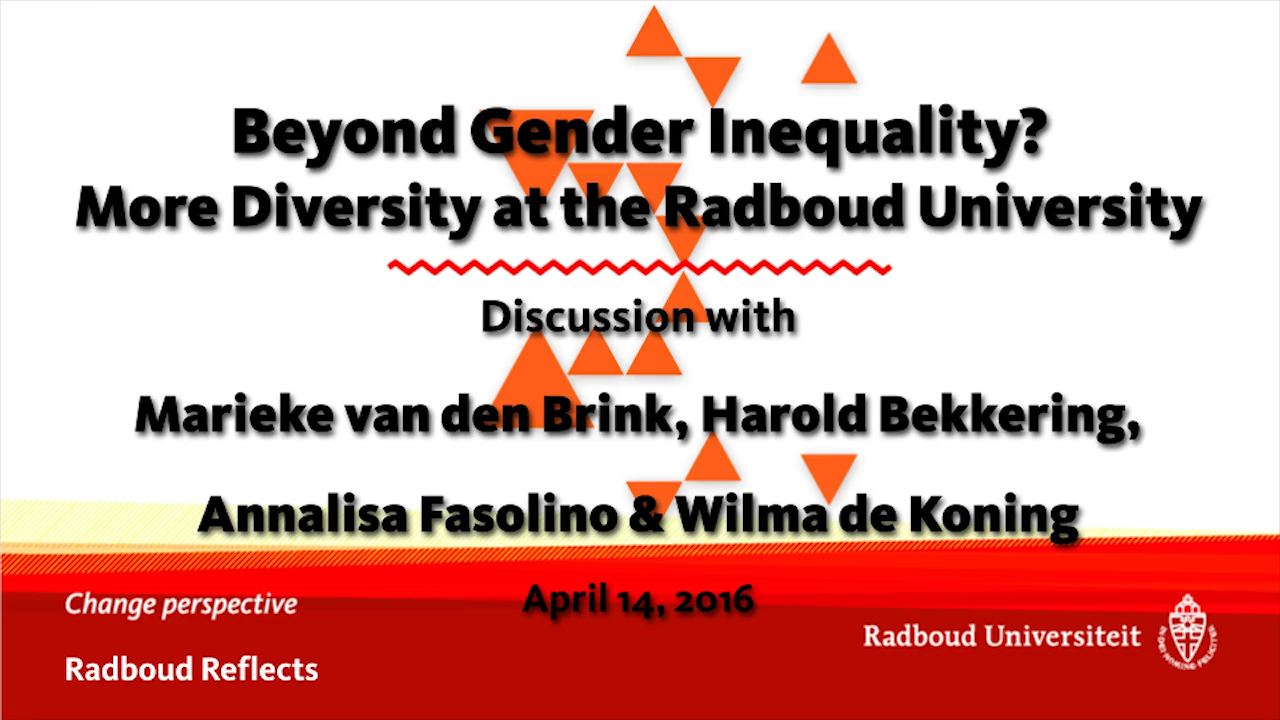 Beyond Gender Inequality?
More Diversity at the Radboud University
Discussion with
Marieke van den Brink, Harold Bekkering,
Annalisa Fasolino & Wilma de Koning
April 14, 2016
Change perspective
Radboud Universiteit
Radboud Reflects